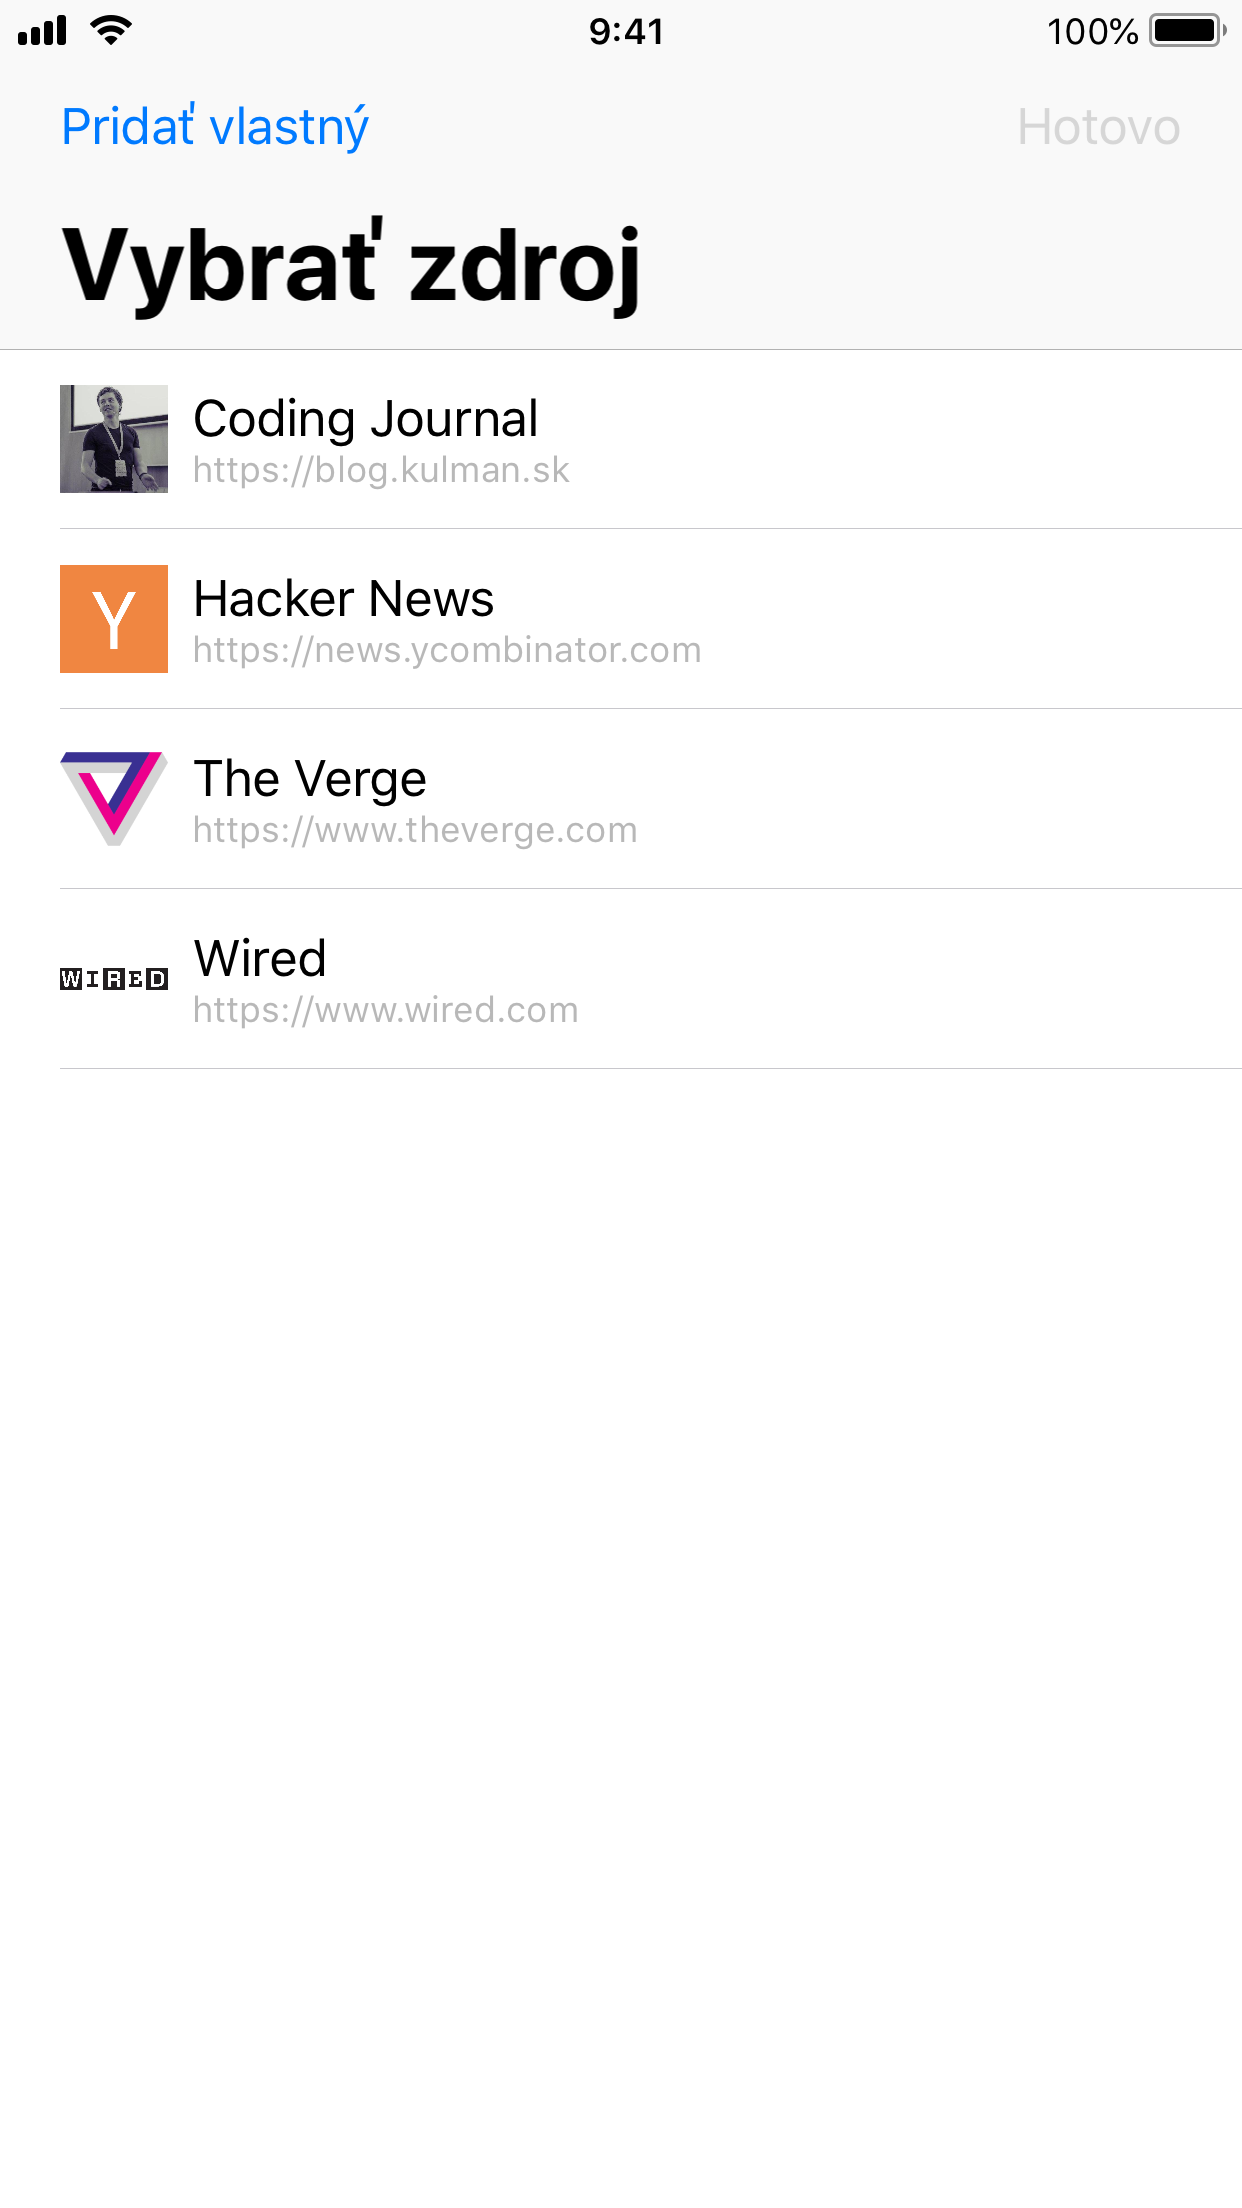 9:41
100%
Pridať vlastný
Hotovo
Vybrať zdroj
Coding Journal
https://blog.kulman.sk
Y
Hacker News
https://news.ycombinator.com
The Verge
https://www.theverge.com
WIRED
Wired
https://www.wired.com